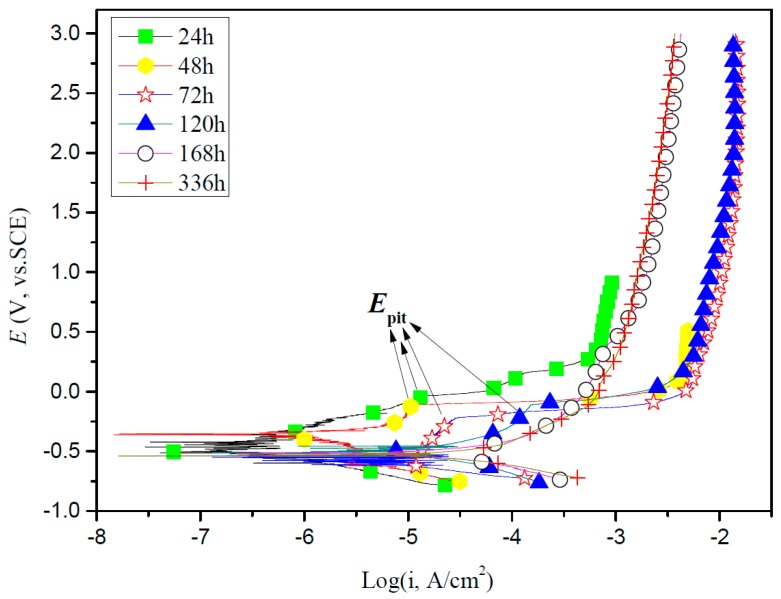 3.0
2.5
2.0
1.5
1.0
0.5
0.0
-0.5
-1.0
E (V, vs.SCE)
24h
48h
72h
120h
168h
336h
Epit
-8 -7 -6 -5 -4 -3 -2
Log(i, A/cm²)